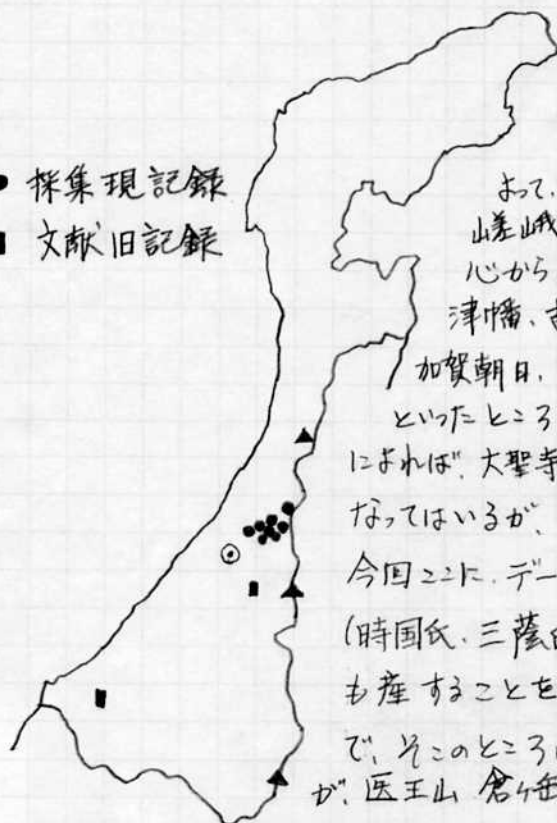 採集現記録
文献旧記録
よって、
山嵳峨
心から
津幡、
加賀朝日、
といったところ
によれば、大聖寺
なってはいるが、
今回ここに、デー
(時国氏、三蔭
も産することを
で、そこのところ
が、医王山 倉ヶ岳